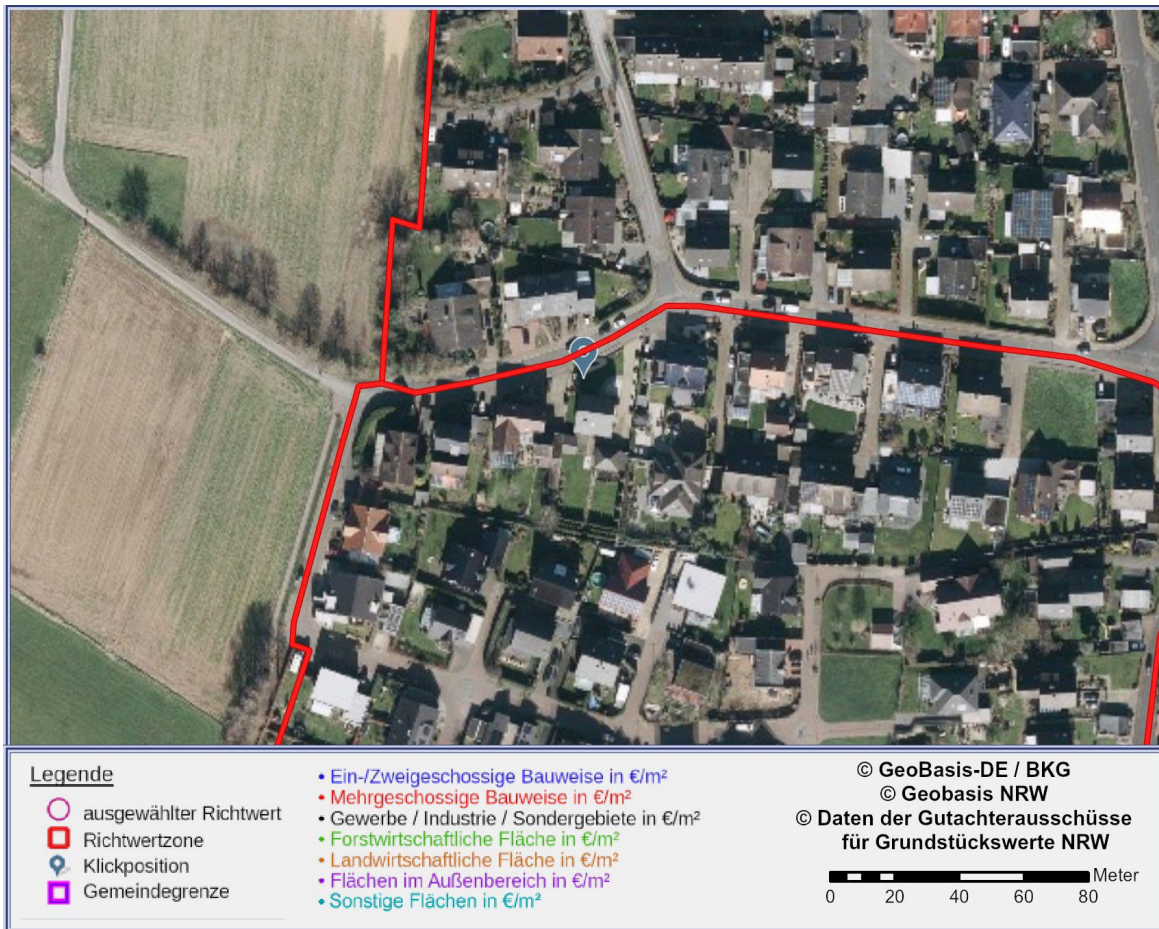 Legende
ausgewählter Richtwert
Richtwertzone
Klickposition
Gemeindegrenze
• Ein-/Zweigeschossige Bauweise in €/m²
• Mehrgeschossige Bauweise in €/m²
• Gewerbe / Industrie / Sondergebiete in €/m²
• Forstwirtschaftliche Fläche in €/m²
• Landwirtschaftliche Fläche in €/m²
• Flächen im Außenbereich in €/m²
• Sonstige Flächen in €/m²
© GeoBasis-DE / BKG
© Geobasis NRW
© Daten der Gutachterausschüsse
für Grundstückswerte NRW
Meter
0 20 40 60 80